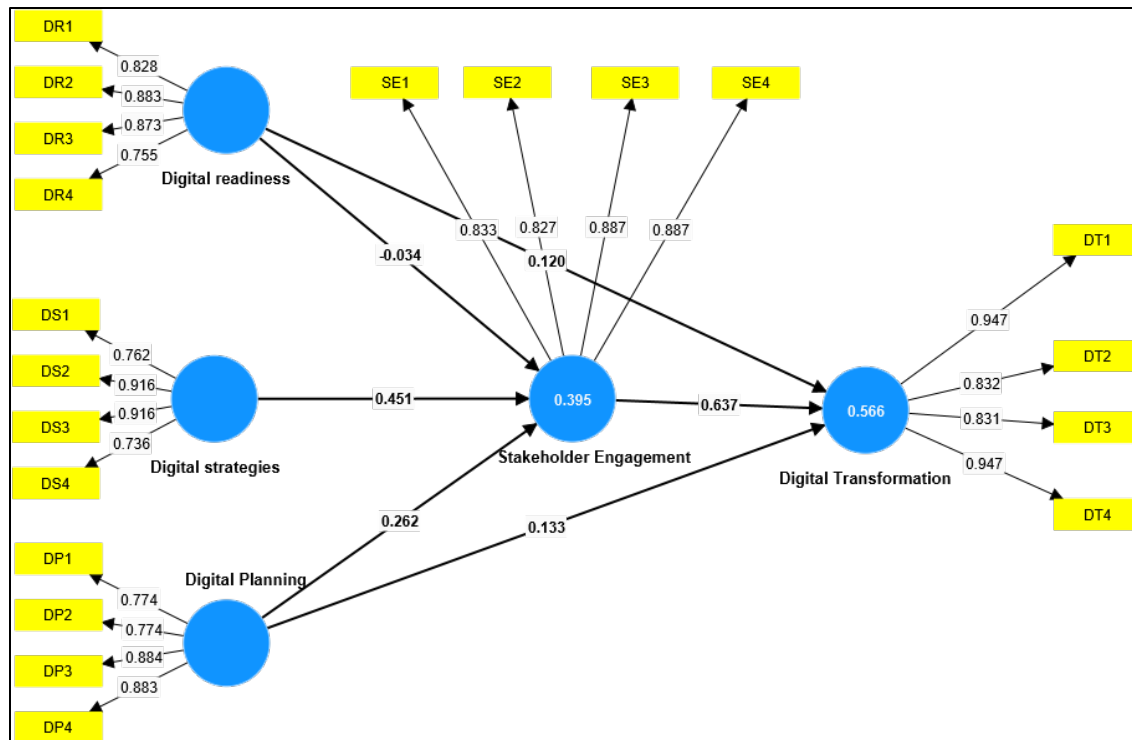 DR1
0.828
DR2
0.883
DR3
0.873
DR4
0.755
Digital readiness
SE1
SE2
SE3
SE4
0.833
0.827
0.887
0.887
-0.034
0.120
DS1
0.762
DS2
0.916
DS3
0.916
DS4
0.736
Digital strategies
0.451
0.395
Stakeholder Engagement
0.637
0.566
Digital Transformation
DT1
0.947
DT2
0.832
DT3
0.831
DT4
0.947
0.262
0.133
DP1
0.774
DP2
0.774
DP3
0.884
DP4
0.883
Digital Planning